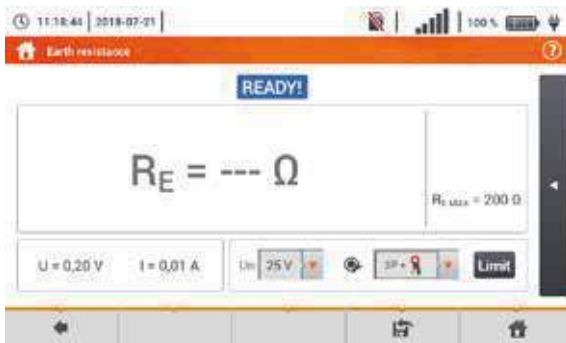 11:18:44 | 2018-07-21 | 100 %
Earth resistance
READY!
RE = --- Ω
RE MAX = 200 Ω
U = 0,20 V I = 0,01 A Un 25 V 3P+ Limit